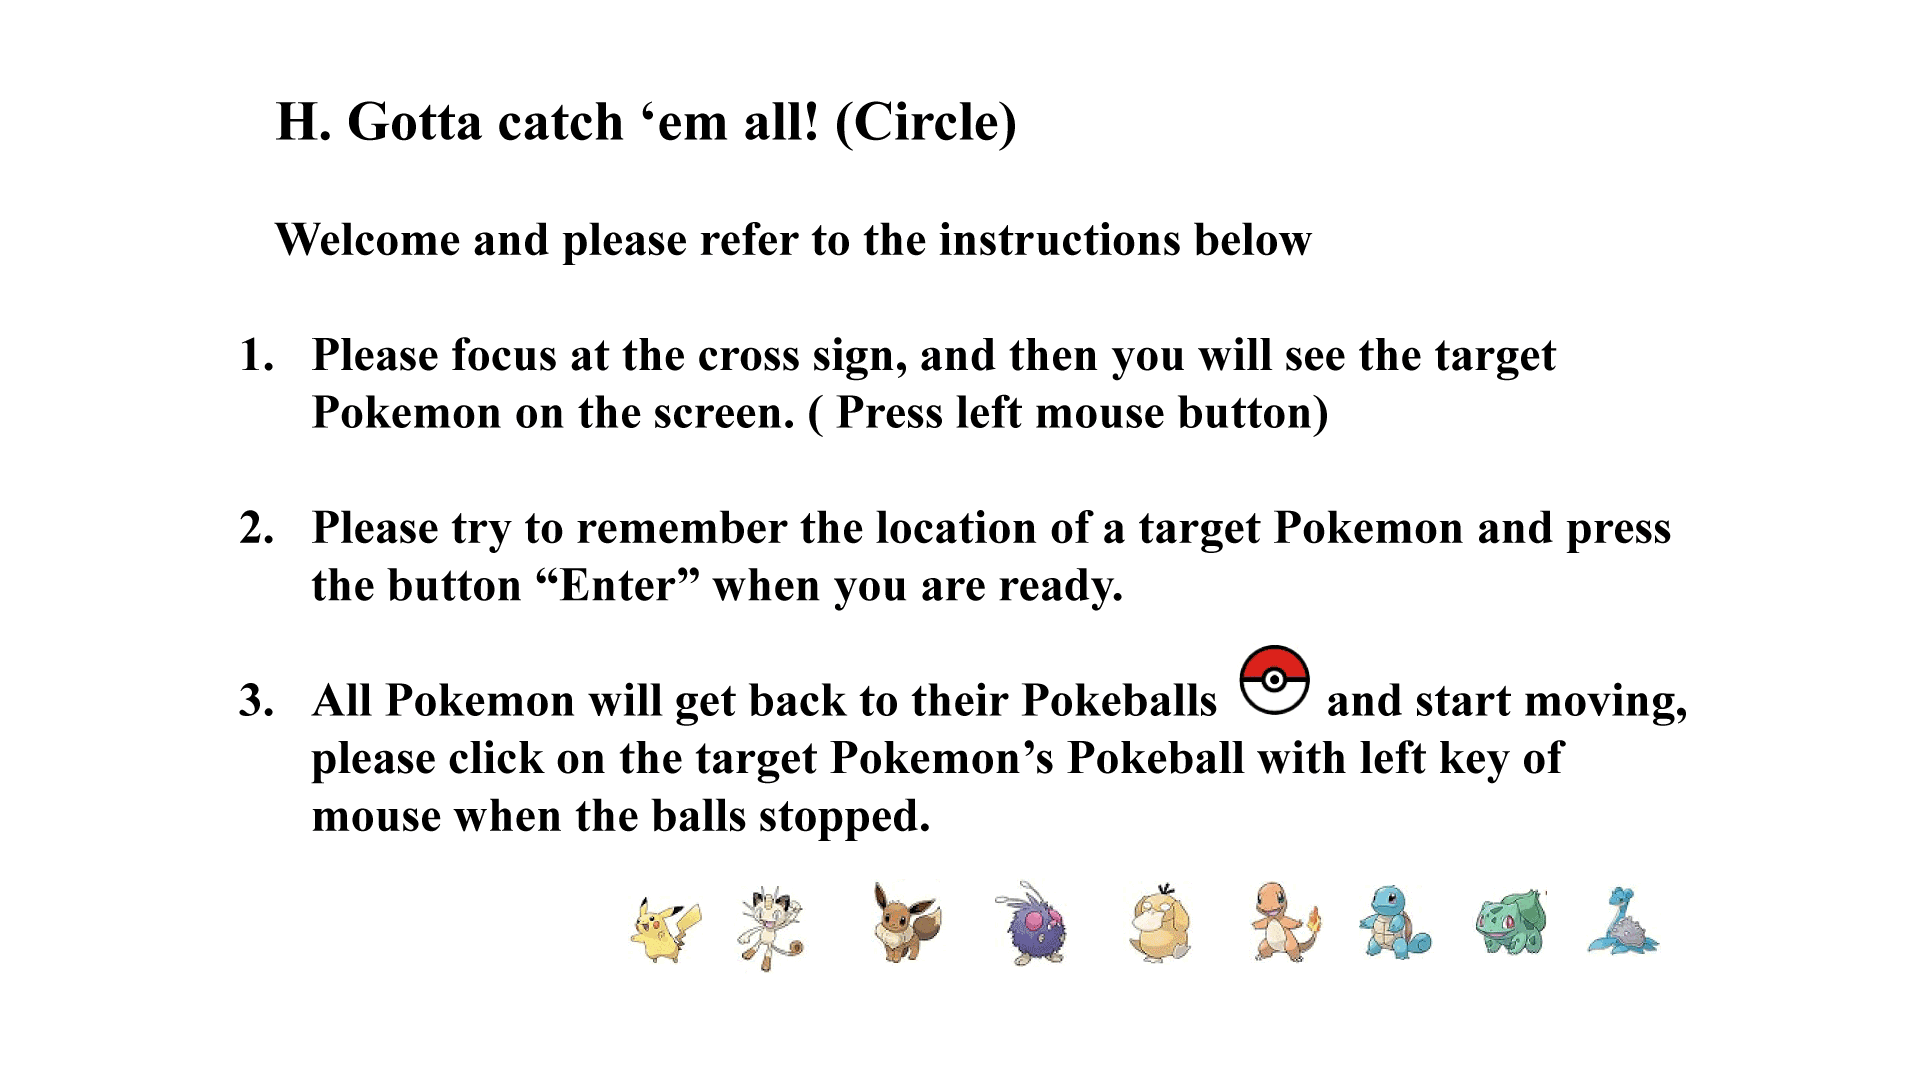 H. Gotta catch ‘em all! (Circle)
Welcome and please refer to the instructions below
1. Please focus at the cross sign, and then you will see the target
Pokemon on the screen. ( Press left mouse button)
2. Please try to remember the location of a target Pokemon and press
the button “Enter” when you are ready.
3. All Pokemon will get back to their Pokeballs and start moving,
please click on the target Pokemon’s Pokeball with left key of
mouse when the balls stopped.